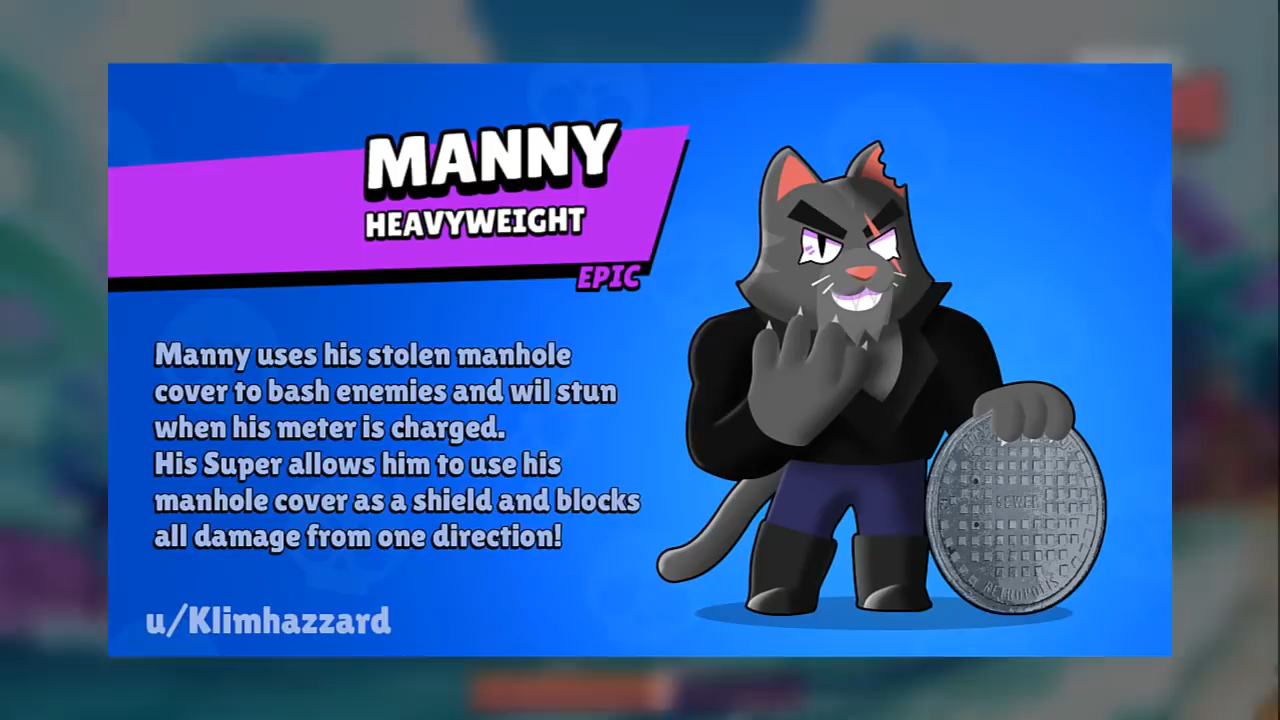 MANNY
HEAVYWEIGHT
EPIC
Manny uses his stolen manhole
cover to bash enemies and wil stun
when his meter is charged.
His Super allows him to use his
manhole cover as a shield and blocks
all damage from one direction!
u/Klimhazzard
SEWER
RETROPOLIS